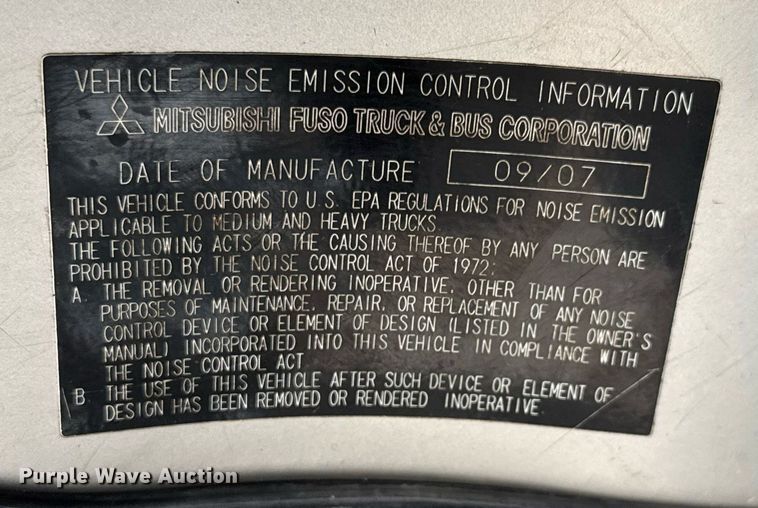 VEHICLE NOISE EMISSION CONTROL INFORMATION
MITSUBISHI FUSO TRUCK & BUS CORPORATION
DATE OF MANUFACTURE 09/07
THIS VEHICLE CONFORMS TO U.S. EPA REGULATIONS FOR NOISE EMISSION
APPLICABLE TO MEDIUM AND HEAVY TRUCKS.
THE FOLLOWING ACTS OR THE CAUSING THEREOF BY ANY PERSON ARE
PROHIBITED BY THE NOISE CONTROL ACT OF 1972:
A. THE REMOVAL OR RENDERING INOPERATIVE, OTHER THAN FOR
PURPOSES OF MAINTENANCE, REPAIR, OR REPLACEMENT OF ANY NOISE
CONTROL DEVICE OR ELEMENT OF DESIGN (LISTED IN THE OWNER'S
MANUAL) INCORPORATED INTO THIS VEHICLE IN COMPLIANCE WITH
THE NOISE CONTROL ACT
B THE USE OF THIS VEHICLE AFTER SUCH DEVICE OR ELEMENT OF
DESIGN HAS BEEN REMOVED OR RENDERED INOPERATIVE.
Purple Wave Auction